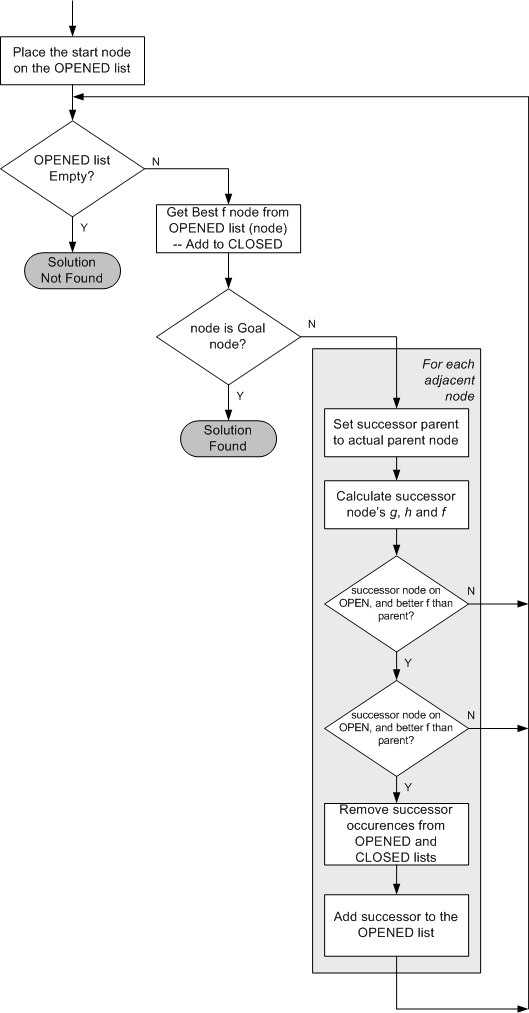 Place the start node
on the OPENED list
OPENED list
Empty?
N
Y
Solution
Not Found
Get Best f node from
OPENED list (node)
-- Add to CLOSED
node is Goal
node?
N
Y
Solution
Found
For each
adjacent
node
Set successor parent
to actual parent node
Calculate successor
node's g, h and f
successor node on
OPEN, and better f than
parent?
N
Y
successor node on
OPEN, and better f than
parent?
N
Y
Remove successor
occurences from
OPENED and
CLOSED lists
Add successor to the
OPENED list